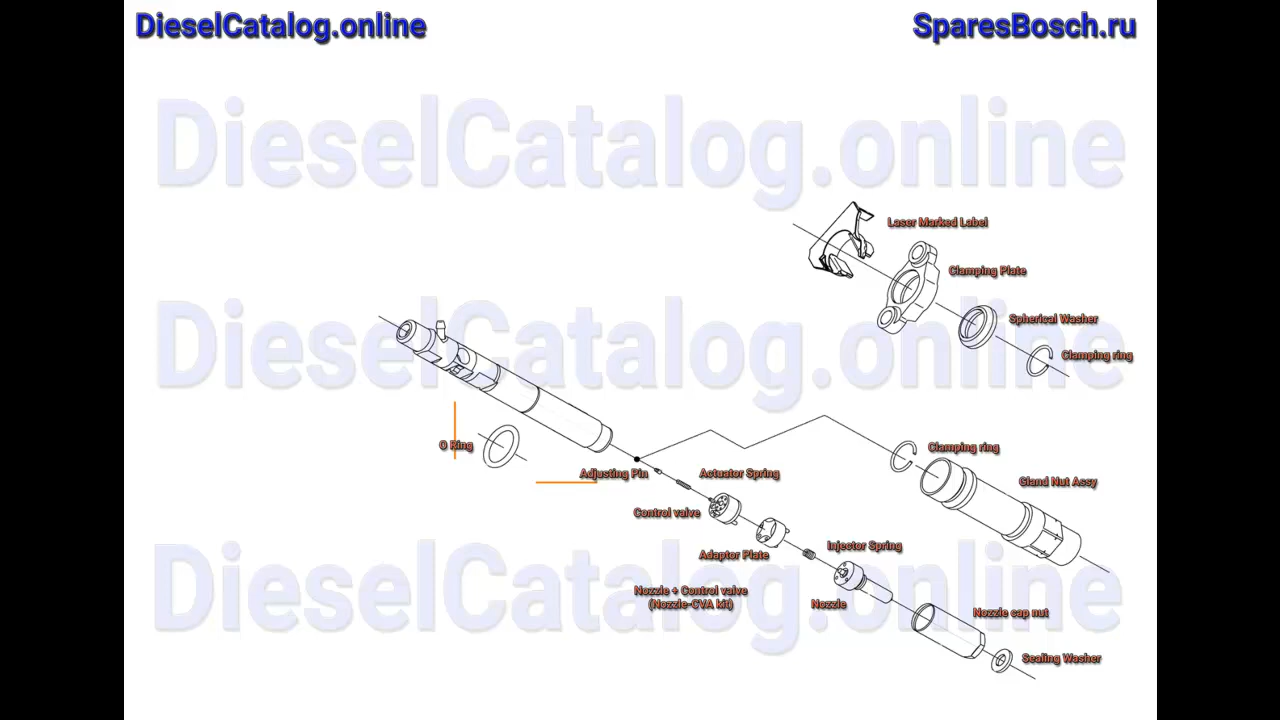 DieselCatalog.online
SparesBosch.ru
DieselCatalog.online
Laser Marked Label
Clamping Plate
Spherical Washer
DieselCatalog.online
Clamping ring
O Ring
Clamping ring
Adjusting Pin
Actuator Spring
Gland Nut Assy
Control valve
Injector Spring
Adaptor Plate
DieselCatalog.online
Nozzle + Control valve
(Nozzle-CVA kit)
Nozzle
Nozzle cap nut
Sealing Washer